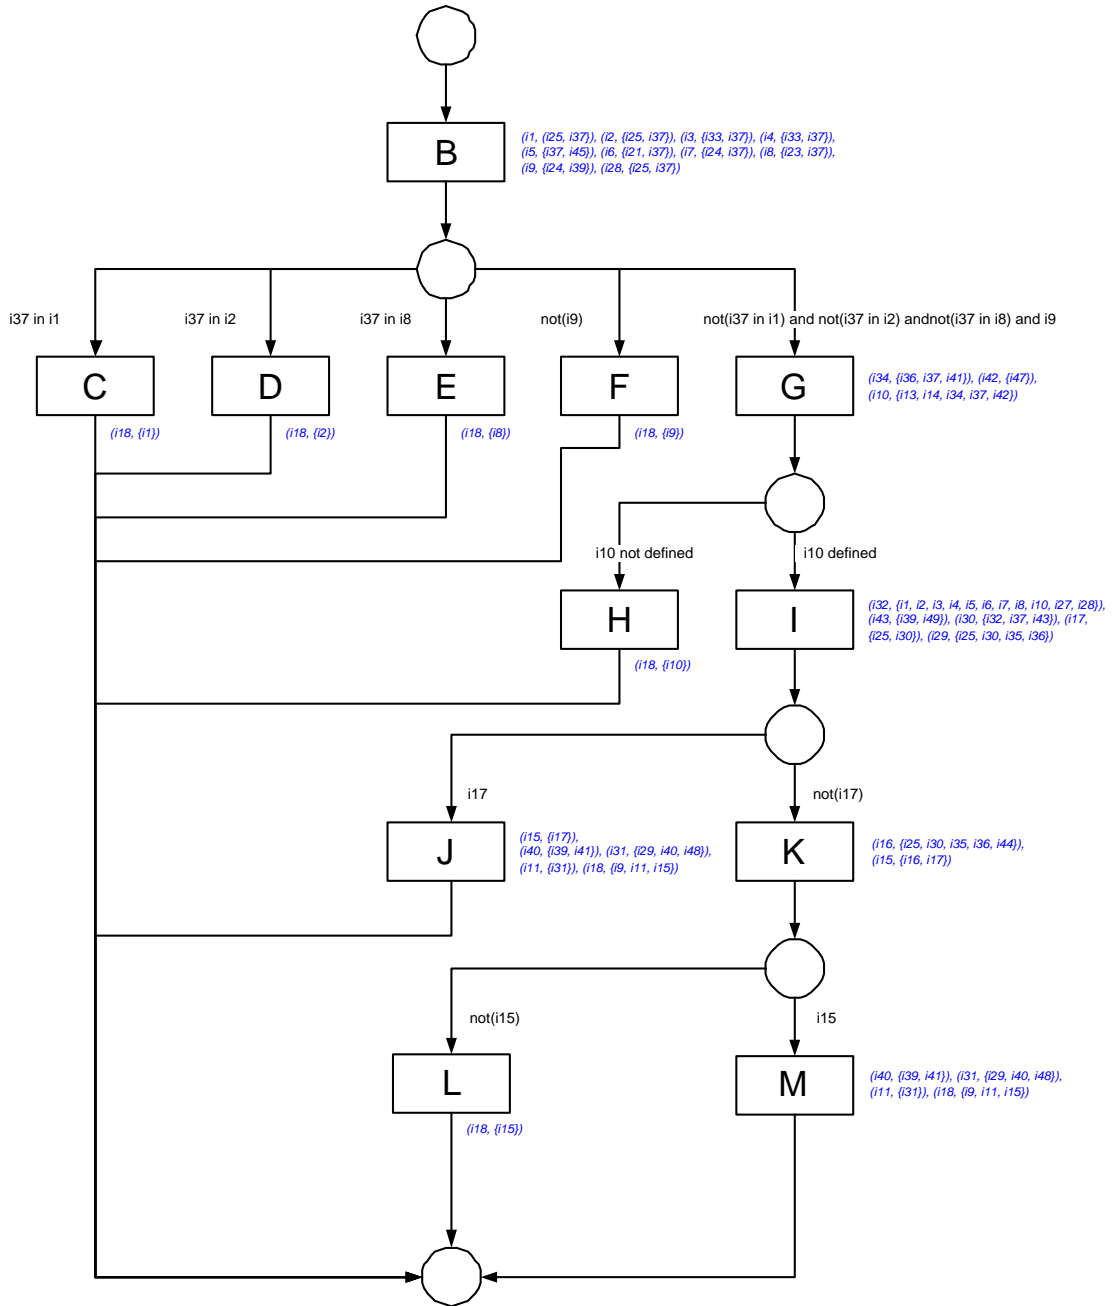 B
(i1, (i25, i37}), (i2, {i25, i37}), (i3, {i33, i37}), (i4, {i33, i37}),
(i5, {i37, i45}), (i6, {i21, i37}), (i7, {i24, i37}), (i8, {i23, i37}),
(i9, {i24, i39}), (i28, {i25, i37})
i37 in i1
i37 in i2
i37 in i8
not(i9)
not(i37 in i1) and not(i37 in i2) andnot(i37 in i8) and i9
C
D
E
F
G
(i34, {i36, i37, i41}), (i42, {i47}),
(i10, {i13, i14, i34, i37, i42})
(i18, {i1})
(i18, {i2})
(i18, {i8})
(i18, {i9})
i10 not defined
i10 defined
H
I
(i32, {i1, i2, i3, i4, i5, i6, i7, i8, i10, i27, i28}),
(i43, {i39, i49}), (i30, {i32, i37, i43}), (i17,
{i25, i30}), (i29, {i25, i30, i35, i36})
(i18, {i10})
i17
not(i17)
J
(i15, {i17}),
(i40, {i39, i41}), (i31, {i29, i40, i48}),
(i11, {i31}), (i18, {i9, i11, i15})
K
(i16, {i25, i30, i35, i36, i44}),
(i15, {i16, i17})
not(i15)
i15
L
M
(i40, {i39, i41}), (i31, {i29, i40, i48}),
(i11, {i31}), (i18, {i9, i11, i15})
(i18, {i15})